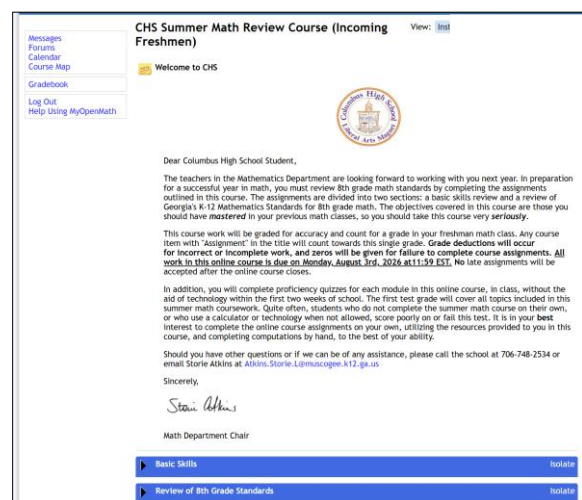 CHS Summer Math Review Course (Incoming
Freshmen)
View: Inst
Messages
Forums
Calendar
Course Map
Gradebook
Log Out
Help Using MyOpenMath
Welcome to CHS
Columbus High School
Liberal Arts Magnet
Dear Columbus High School Student,
The teachers in the Mathematics Department are looking forward to working with you next year. In preparation
for a successful year in math, you must review 8th grade math standards by completing the assignments
outlined in this course. The assignments are divided into two sections: a basic skills review and a review of
Georgia's K-12 Mathematics Standards for 8th grade math. The objectives covered in this course are those you
should have mastered in your previous math classes, so you should take this course very seriously.
This course work will be graded for accuracy and count for a grade in your freshman math class. Any course
item with "Assignment" in the title will count towards this single grade. Grade deductions will occur
for incorrect or incomplete work, and zeros will be given for failure to complete course assignments. All
work in this online course is due on Monday, August 3rd, 2026 at11:59 EST. No late assignments will be
accepted after the online course closes.
In addition, you will complete proficiency quizzes for each module in this online course, in class, without the
aid of technology within the first two weeks of school. The first test grade will cover all topics included in this
summer math coursework. Quite often, students who do not complete the summer math course on their own,
or who use a calculator or technology when not allowed, score poorly on or fail this test. It is in your best
interest to complete the online course assignments on your own, utilizing the resources provided to you in this
course, and completing computations by hand, to the best of your ability.
Should you have other questions or if we can be of any assistance, please call the school at 706-748-2534 or
email Storie Atkins at Atkins.Storie.L@muscogee.k12.ga.us
Sincerely,
Storie Atkins
Math Department Chair
Basic Skills
Isolate
Review of 8th Grade Standards
Isolate